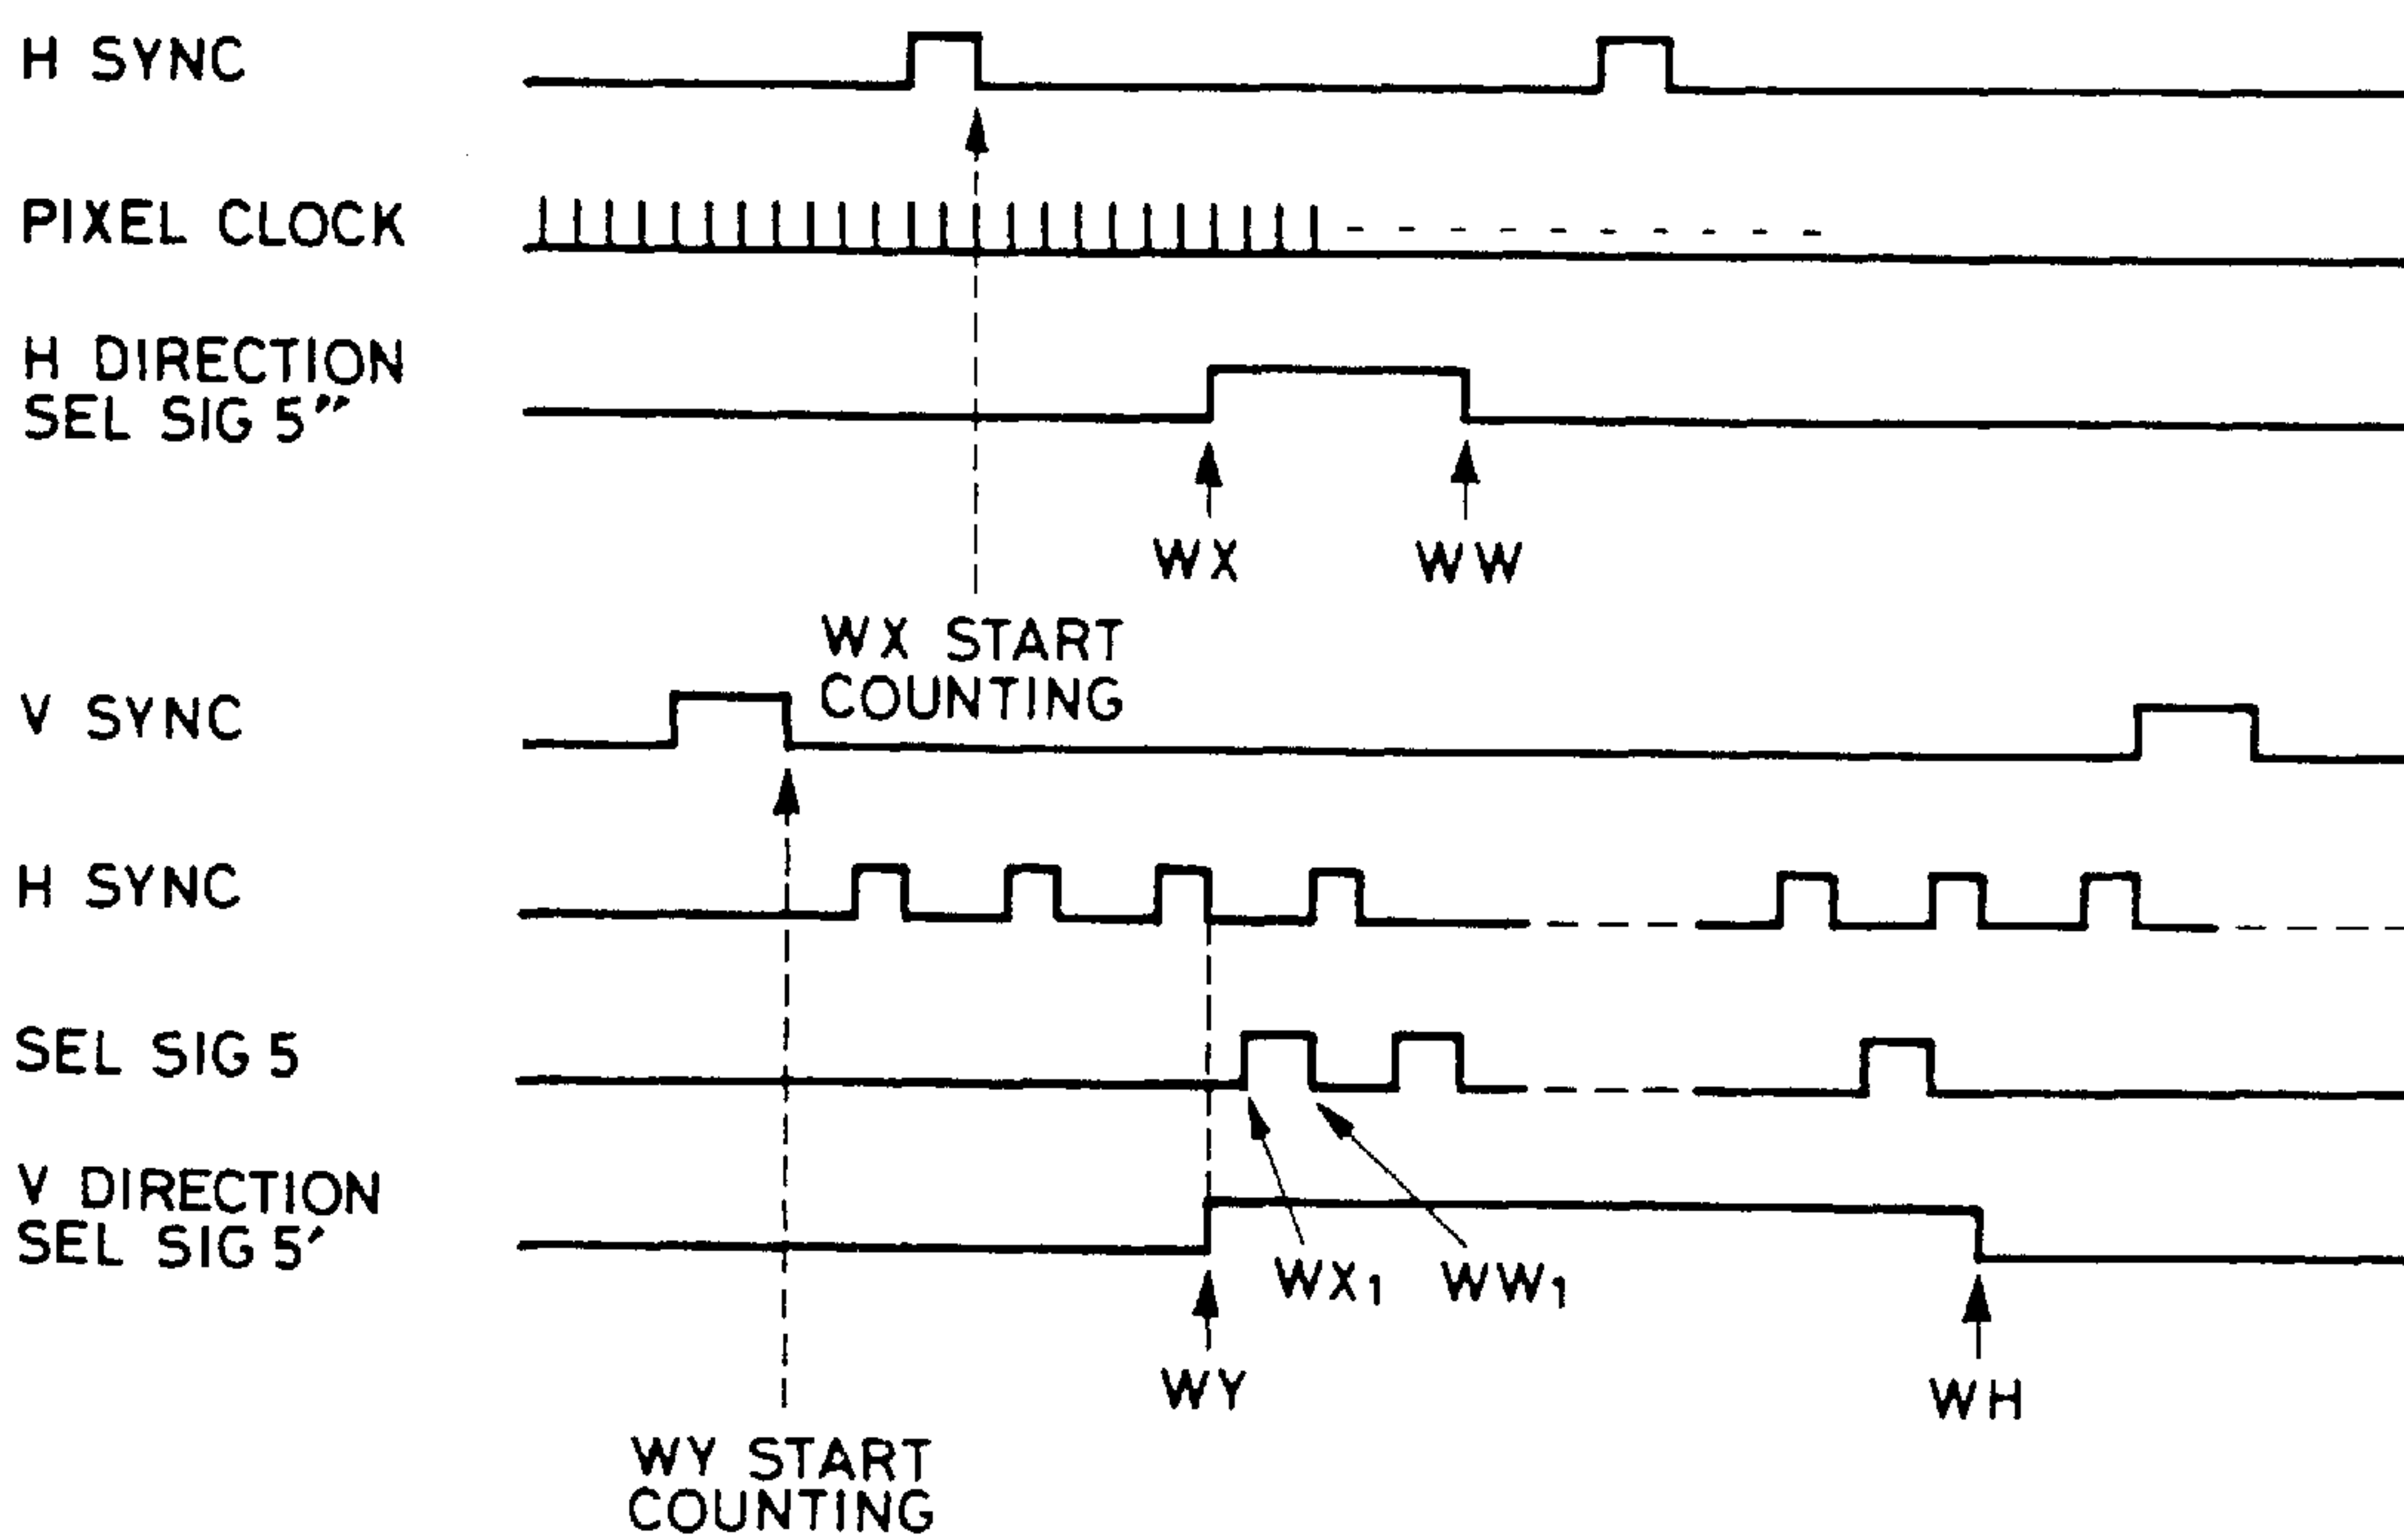 H SYNC
PIXEL CLOCK
H DIRECTION
SEL SIG 5″
WX WW
WX START
COUNTING
V SYNC
H SYNC
SEL SIG 5
V DIRECTION
SEL SIG 5′
WX₁ WW₁
WY WH
WY START
COUNTING